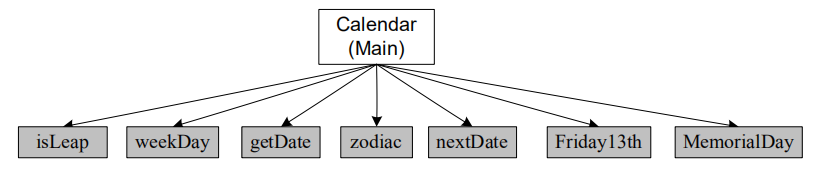 Calendar
(Main)
isLeap weekDay getDate zodiac nextDate Friday13th MemorialDay